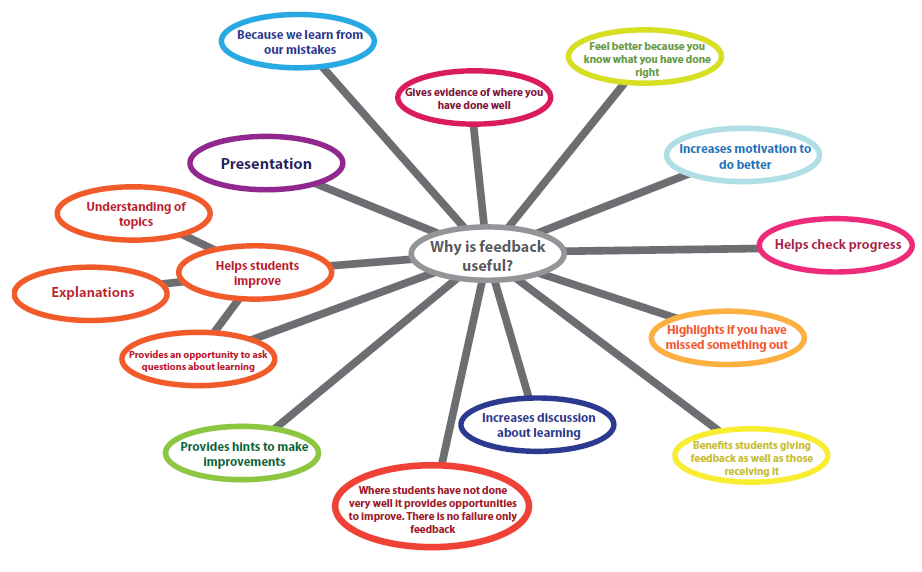 Because we learn from
our mistakes
Feel better because you
know what you have done
right
Gives evidence of where you
have done well
Increases motivation to
do better
Presentation
Understanding of
topics
Why is feedback
useful?
Helps check progress
Helps students
improve
Explanations
Highlights if you have
missed something out
Provides an opportunity to ask
questions about learning
Increases discussion
about learning
Provides hints to make
improvements
Benefits students giving
feedback as well as those
receiving it
Where students have not done
very well it provides opportunities
to improve. There is no failure only
feedback